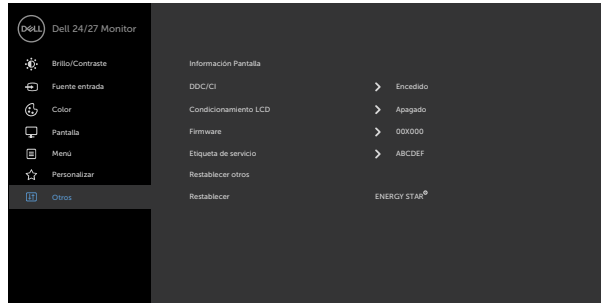 DELL Dell 24/27 Monitor
Brillo/Contraste
Fuente entrada
Color
Pantalla
Menú
Personalizar
Otros
Información Pantalla
DDC/CI > Encedido
Condicionamiento LCD > Apagado
Firmware > 00X000
Etiqueta de servicio > ABCDEF
Restablecer otros
Restablecer ENERGY STAR®